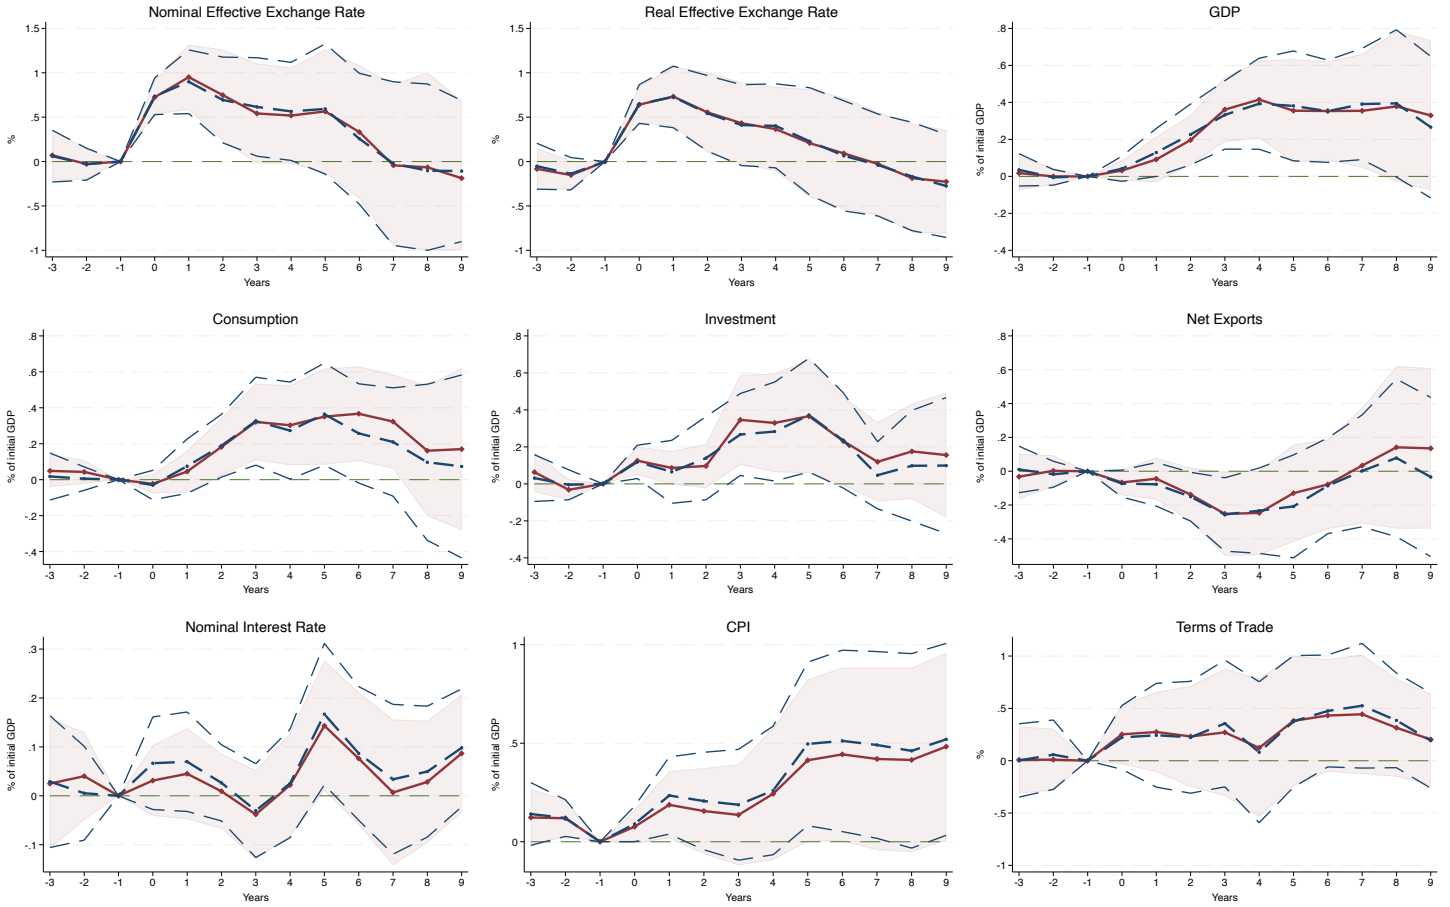 Nominal Effective Exchange Rate
%
1.5
1
.5
0
-.5
-1
-3 -2 -1 0 1 2 3 4 5 6 7 8 9
Years
Real Effective Exchange Rate
%
1.5
1
.5
0
-.5
-1
-3 -2 -1 0 1 2 3 4 5 6 7 8 9
Years
GDP
% of initial GDP
.8
.6
.4
.2
0
-.2
-.4
-3 -2 -1 0 1 2 3 4 5 6 7 8 9
Years
Consumption
% of initial GDP
.8
.6
.4
.2
0
-.2
-.4
-3 -2 -1 0 1 2 3 4 5 6 7 8 9
Years
Investment
% of initial GDP
.8
.6
.4
.2
0
-.2
-.4
-3 -2 -1 0 1 2 3 4 5 6 7 8 9
Years
Net Exports
% of initial GDP
.8
.6
.4
.2
0
-.2
-.4
-3 -2 -1 0 1 2 3 4 5 6 7 8 9
Years
Nominal Interest Rate
% of initial GDP
.3
.2
.1
0
-.1
-3 -2 -1 0 1 2 3 4 5 6 7 8 9
Years
CPI
% of initial GDP
1
.5
0
-3 -2 -1 0 1 2 3 4 5 6 7 8 9
Years
Terms of Trade
%
1
.5
0
-.5
-1
-3 -2 -1 0 1 2 3 4 5 6 7 8 9
Years